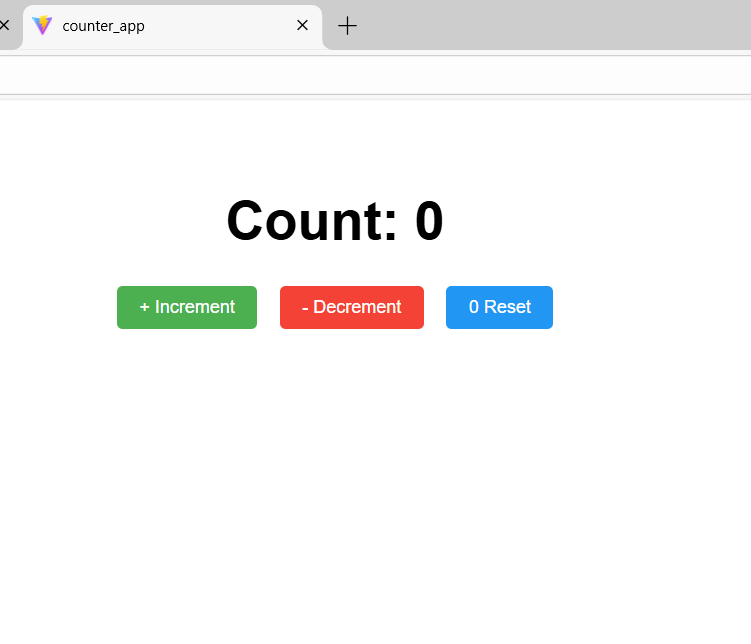 counter_app
Count: 0
+ Increment
- Decrement
0 Reset